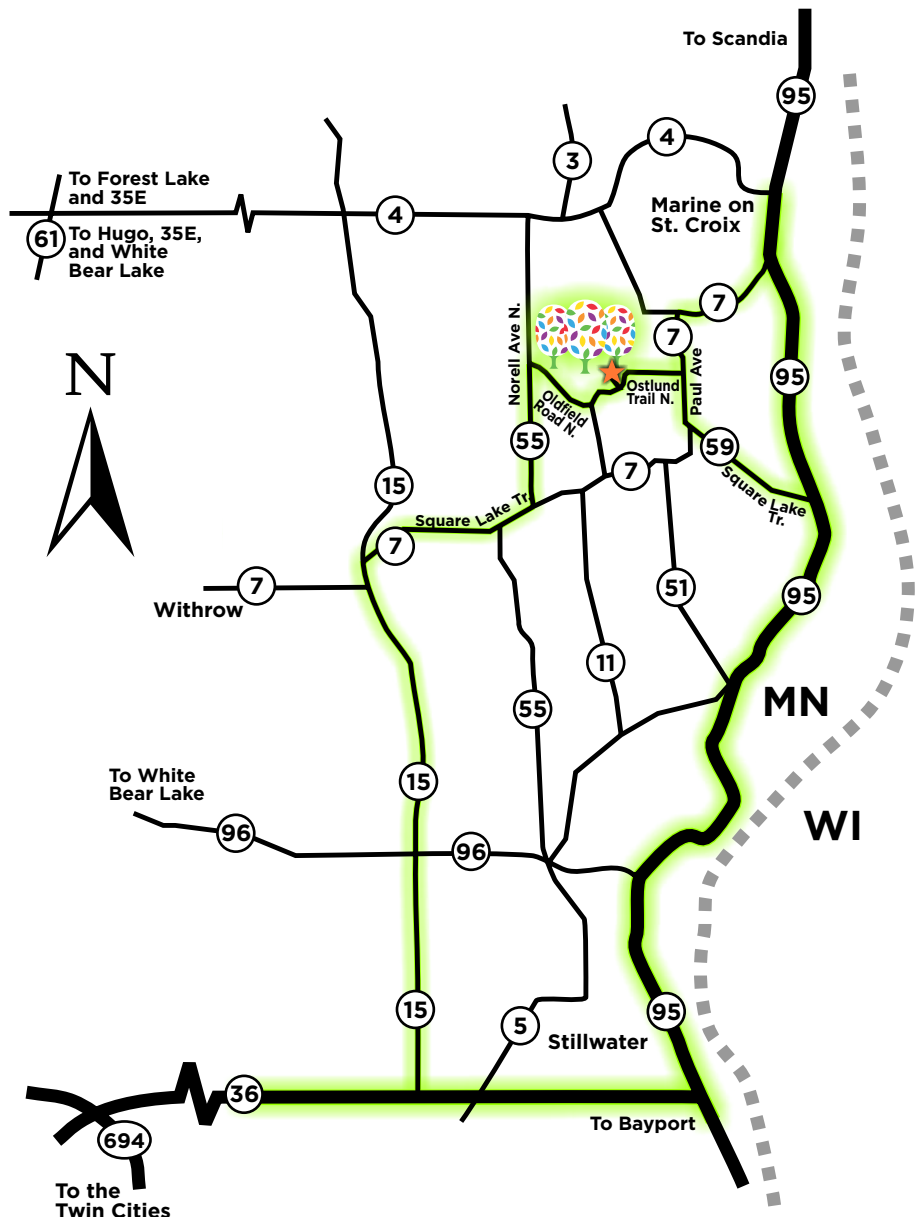 To Scandia
95
4
3
To Forest Lake
and 35E
4
Marine on
St. Croix
61
To Hugo, 35E,
and White
Bear Lake
7
7
N
Norell Ave N.
Paul Ave
95
Ostlund
Trail N.
Oldfield
Road N.
55
59
7
15
Square Lake Tr.
Square Lake
Tr.
7
7
51
95
Withrow
11
MN
55
To White
Bear Lake
15
WI
96
96
15
95
5
Stillwater
36
To Bayport
694
To the
Twin Cities